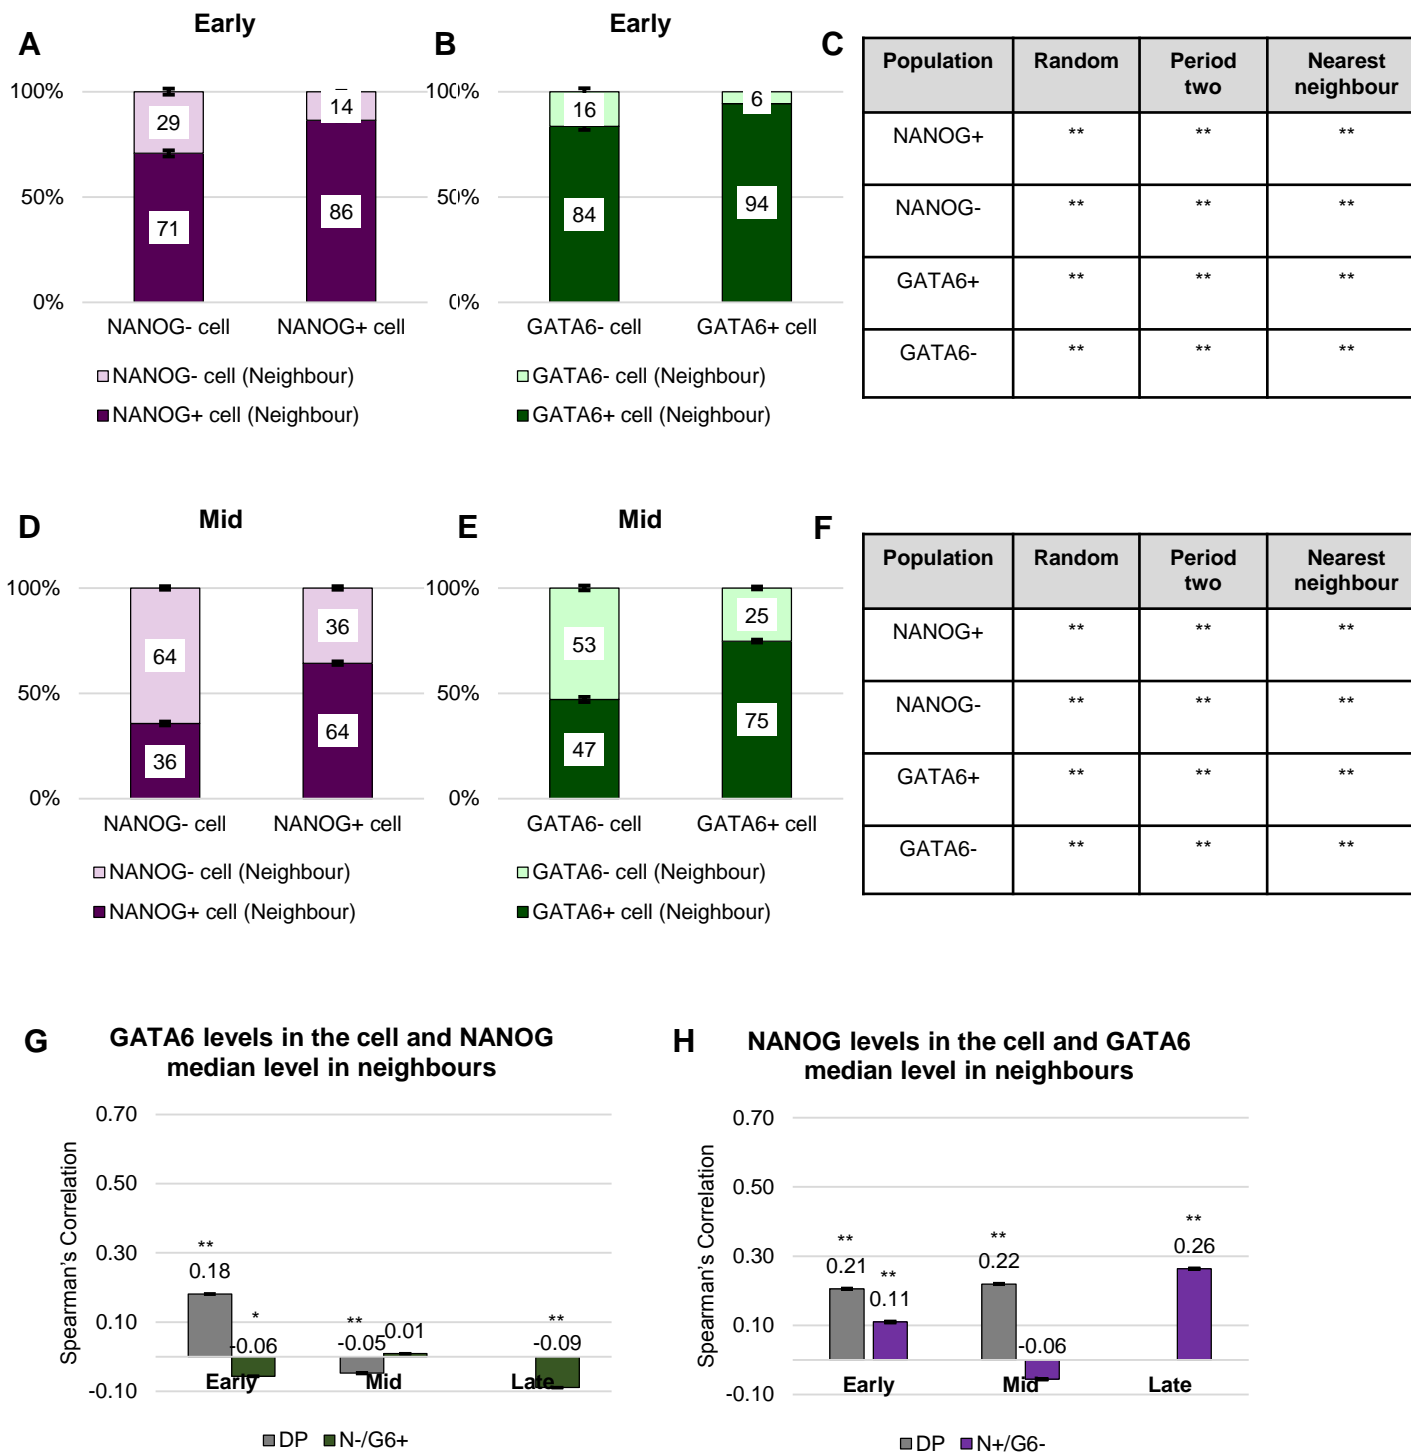 A
Early
100%
50%
0%
29
71
14
86
NANOG- cell
NANOG+ cell
NANOG- cell (Neighbour)
NANOG+ cell (Neighbour)
B
Early
100%
50%
0%
16
84
6
94
GATA6- cell
GATA6+ cell
GATA6- cell (Neighbour)
GATA6+ cell (Neighbour)
C
Population Random Period two Nearest neighbour
NANOG+ ** ** **
NANOG- ** ** **
GATA6+ ** ** **
GATA6- ** ** **
D
Mid
100%
50%
0%
64
36
36
64
NANOG- cell
NANOG+ cell
NANOG- cell (Neighbour)
NANOG+ cell (Neighbour)
E
Mid
100%
50%
0%
53
47
25
75
GATA6- cell
GATA6+ cell
GATA6- cell (Neighbour)
GATA6+ cell (Neighbour)
F
Population Random Period two Nearest neighbour
NANOG+ ** ** **
NANOG- ** ** **
GATA6+ ** ** **
GATA6- ** ** **
G
GATA6 levels in the cell and NANOG
median level in neighbours
Spearman's Correlation
0.70
0.50
0.30
0.10
-0.10
**
0.18
*
-0.06
**
-0.05
0.01
**
-0.09
Early Mid Late
DP N-/G6+
H
NANOG levels in the cell and GATA6
median level in neighbours
Spearman's Correlation
0.70
0.50
0.30
0.10
-0.10
**
0.21
**
0.11
**
0.22
-0.06
**
0.26
Early Mid Late
DP N+/G6-